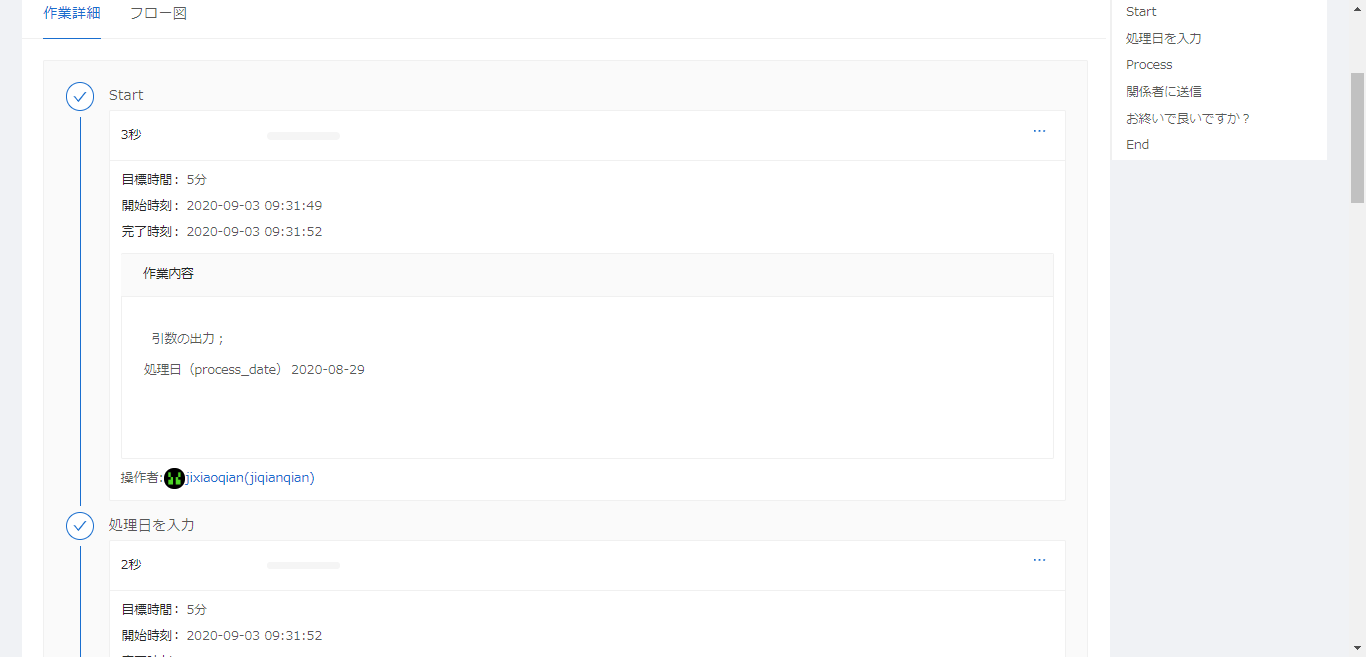 作業詳細 フロー図
Start
3秒 ...
目標時間： 5分
開始時刻： 2020-09-03 09:31:49
完了時刻： 2020-09-03 09:31:52
作業内容
引数の出力；
処理日（process_date） 2020-08-29
操作者:jixiaoqian(jiqianqian)
処理日を入力
2秒 ...
目標時間： 5分
開始時刻： 2020-09-03 09:31:52
Start
処理日を入力
Process
関係者に送信
お終いで良いですか？
End